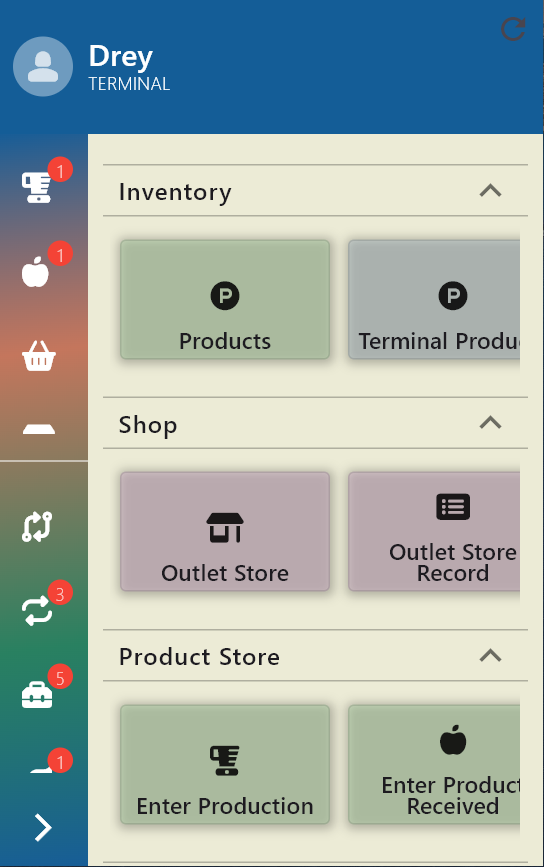 Drey
TERMINAL
1
1
3
5
1
Inventory
P
Products
P
Terminal Produ
Shop
Outlet Store
Outlet Store
Record
Product Store
Enter Production
Enter Product
Received